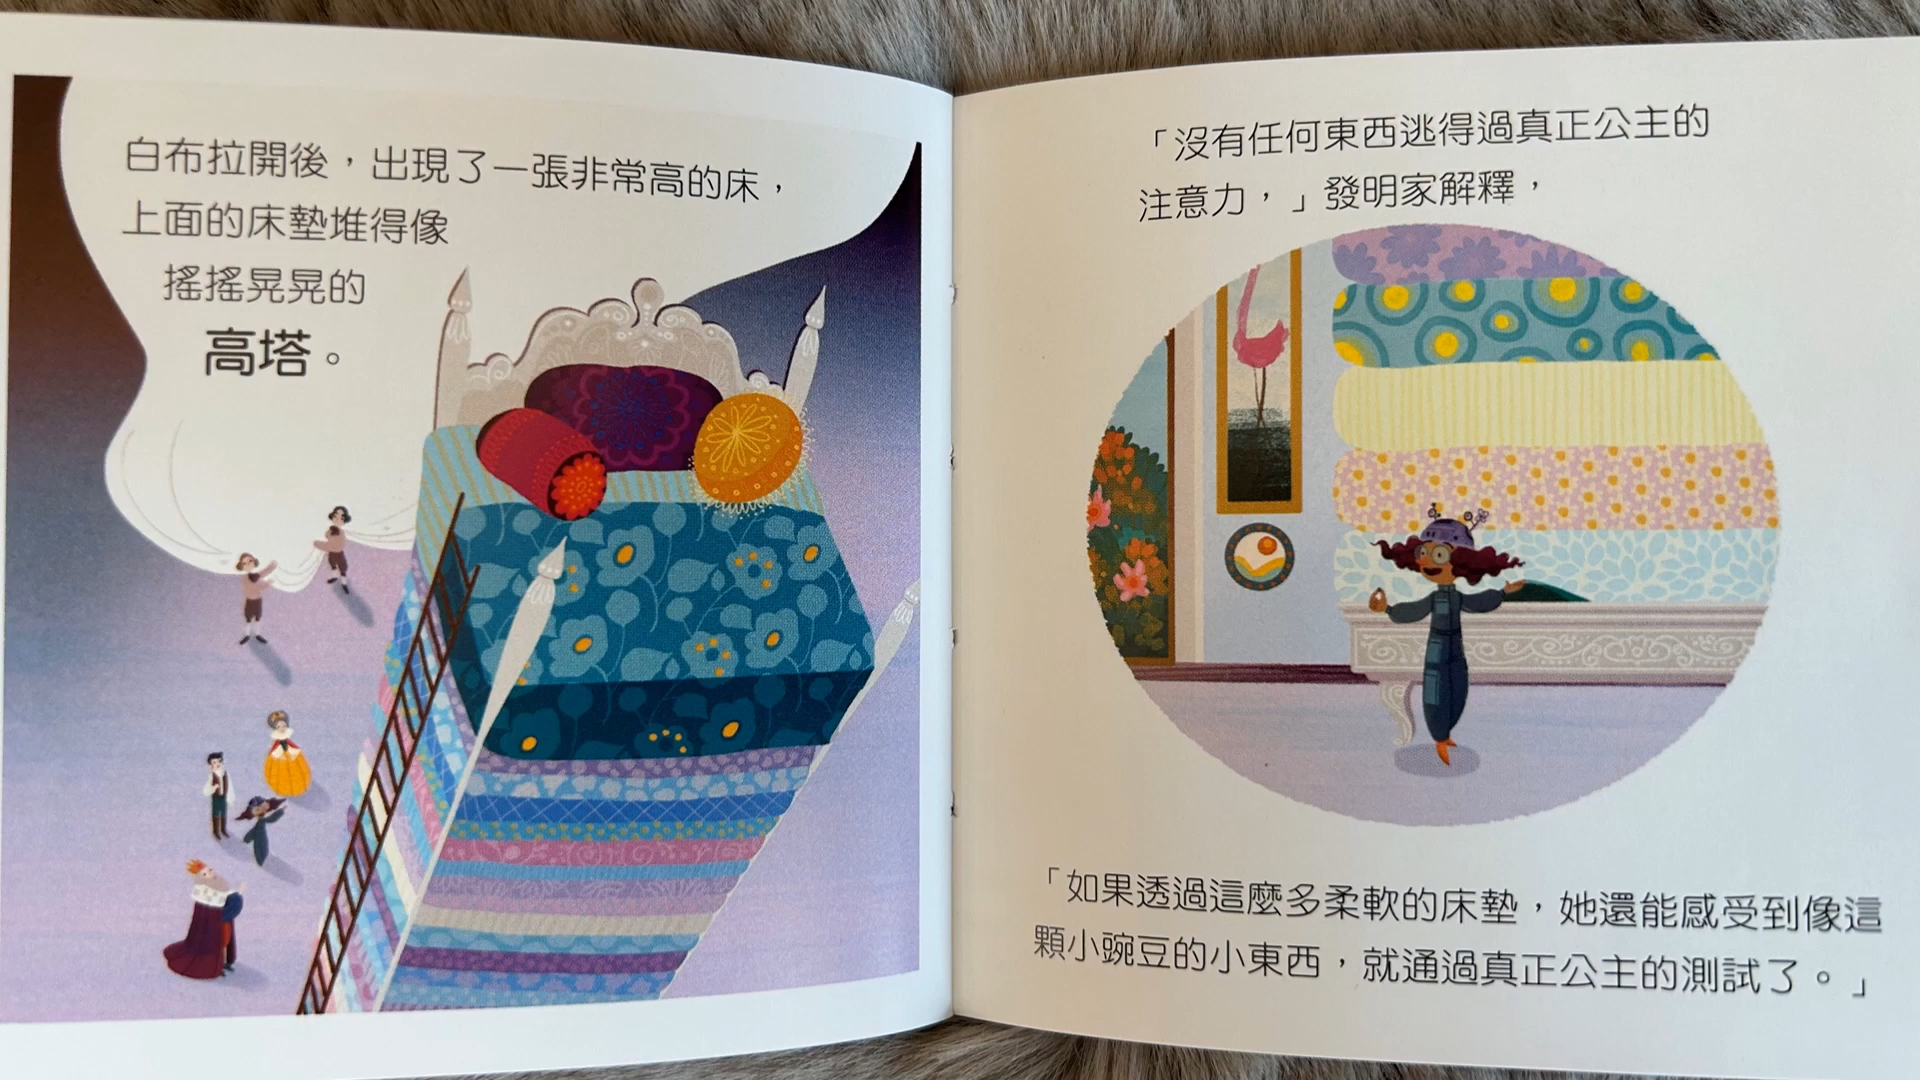 白布拉開後，出現了一張非常高的床，
上面的床墊堆得像
搖搖晃晃的
高塔。
「沒有任何東西逃得過真正公主的
注意力，」發明家解釋，
「如果透過這麼多柔軟的床墊，她還能感受到像這
顆小豌豆的小東西，就通過真正公主的測試了。」